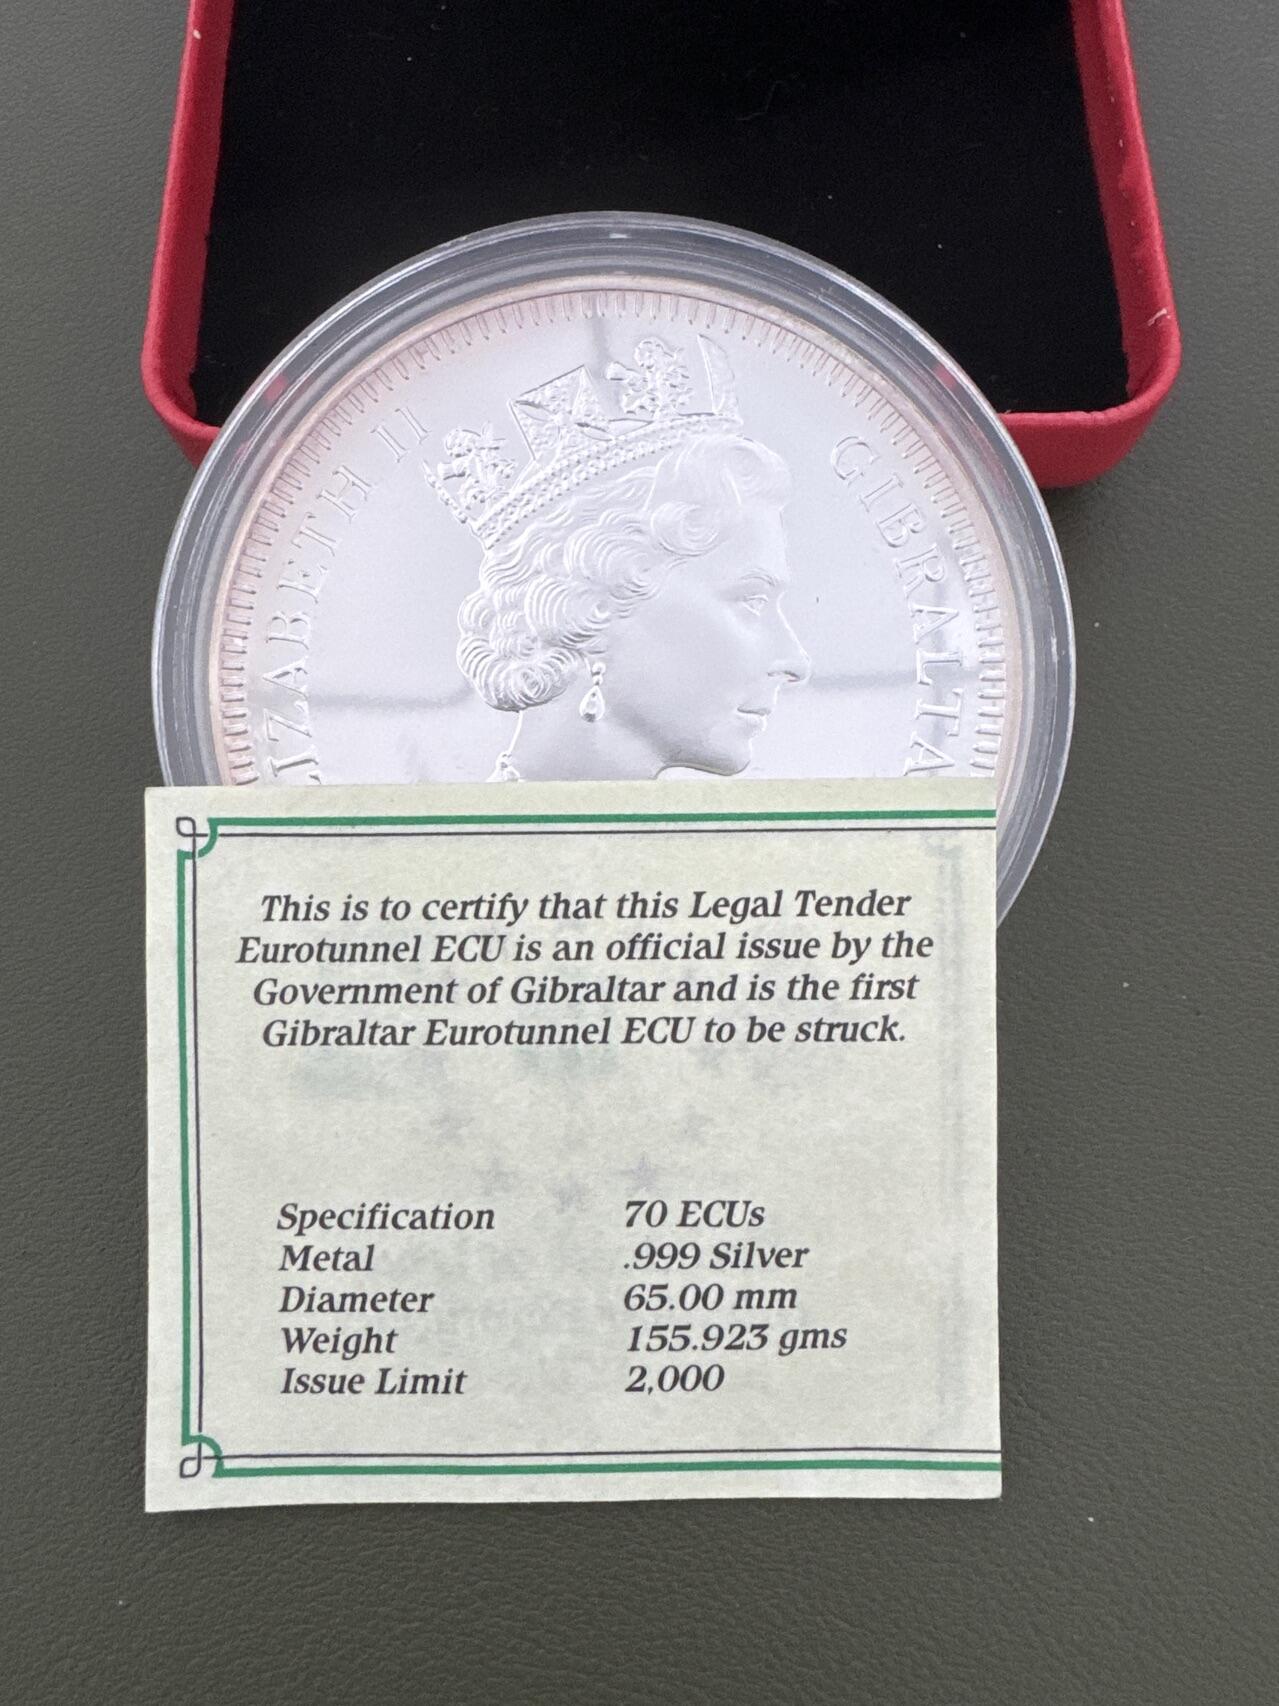 ELIZABETH II
GIBRALTA
This is to certify that this Legal Tender
Eurotunnel ECU is an official issue by the
Government of Gibraltar and is the first
Gibraltar Eurotunnel ECU to be struck.
Specification 70 ECUs
Metal .999 Silver
Diameter 65.00 mm
Weight 155.923 gms
Issue Limit 2,000